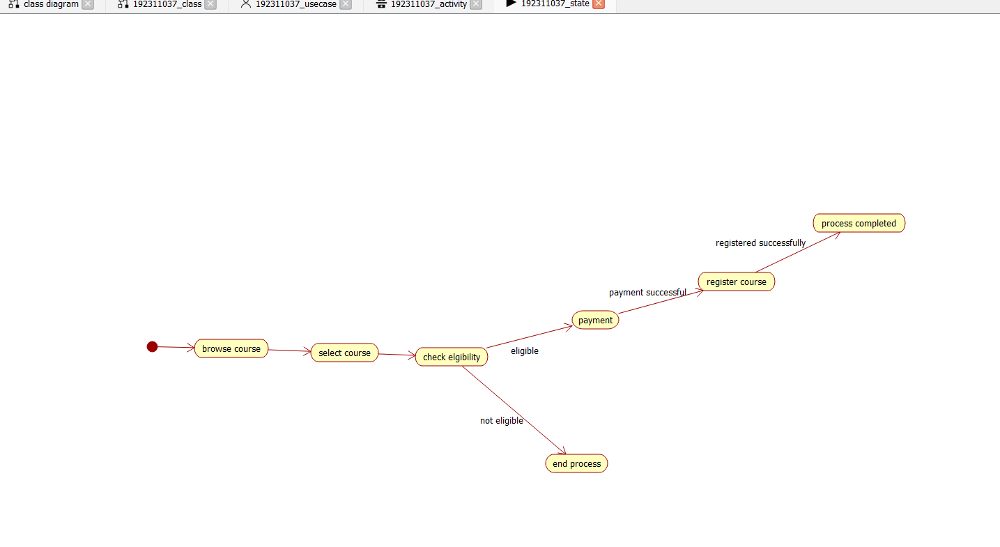 class diagram
192311037_class
192311037_usecase
192311037_activity
192311037_state
process completed
registered successfully
register course
payment successful
payment
browse course
select course
check elgibility
eligible
not eligible
end process